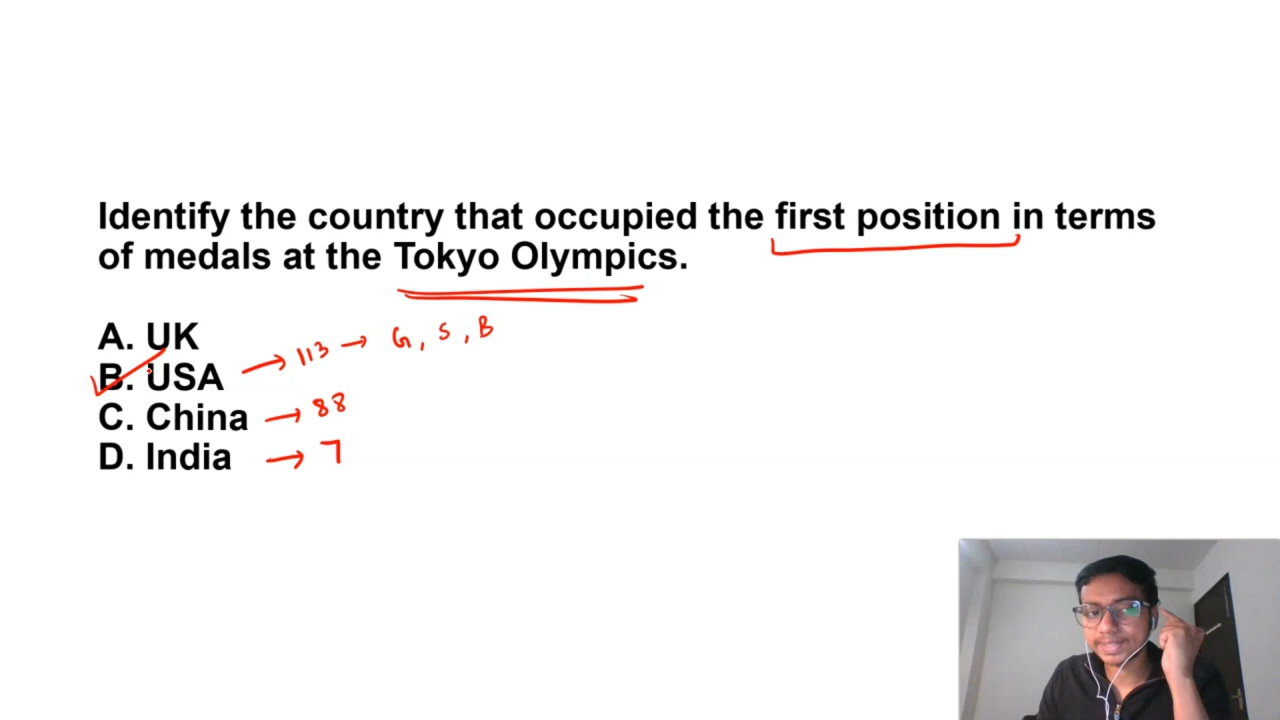 Identify the country that occupied the first position in terms
of medals at the Tokyo Olympics.
A. UK
B. USA → 113 → G, S, B
C. China → 88
D. India → 7